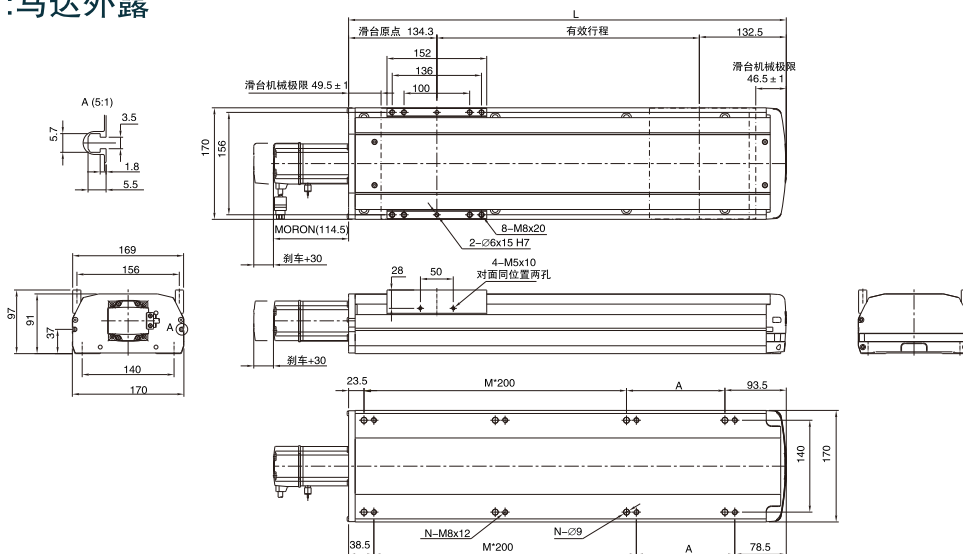 :马达外露
L
滑台原点 134.3
有效行程
132.5
152
滑台机械极限
46.5±1
136
滑台机械极限 49.5±1
100
A (5:1)
3.5
5.7
1.8
5.5
170
156
MORON(114.5)
8-M8x20
2-∅6x15 H7
刹车+30
4-M5x10
对面同位置两孔
28
50
169
156
97
91
37
A
140
170
刹车+30
23.5
M*200
A
93.5
140
170
N-M8x12
N-∅9
38.5
M*200
A
78.5